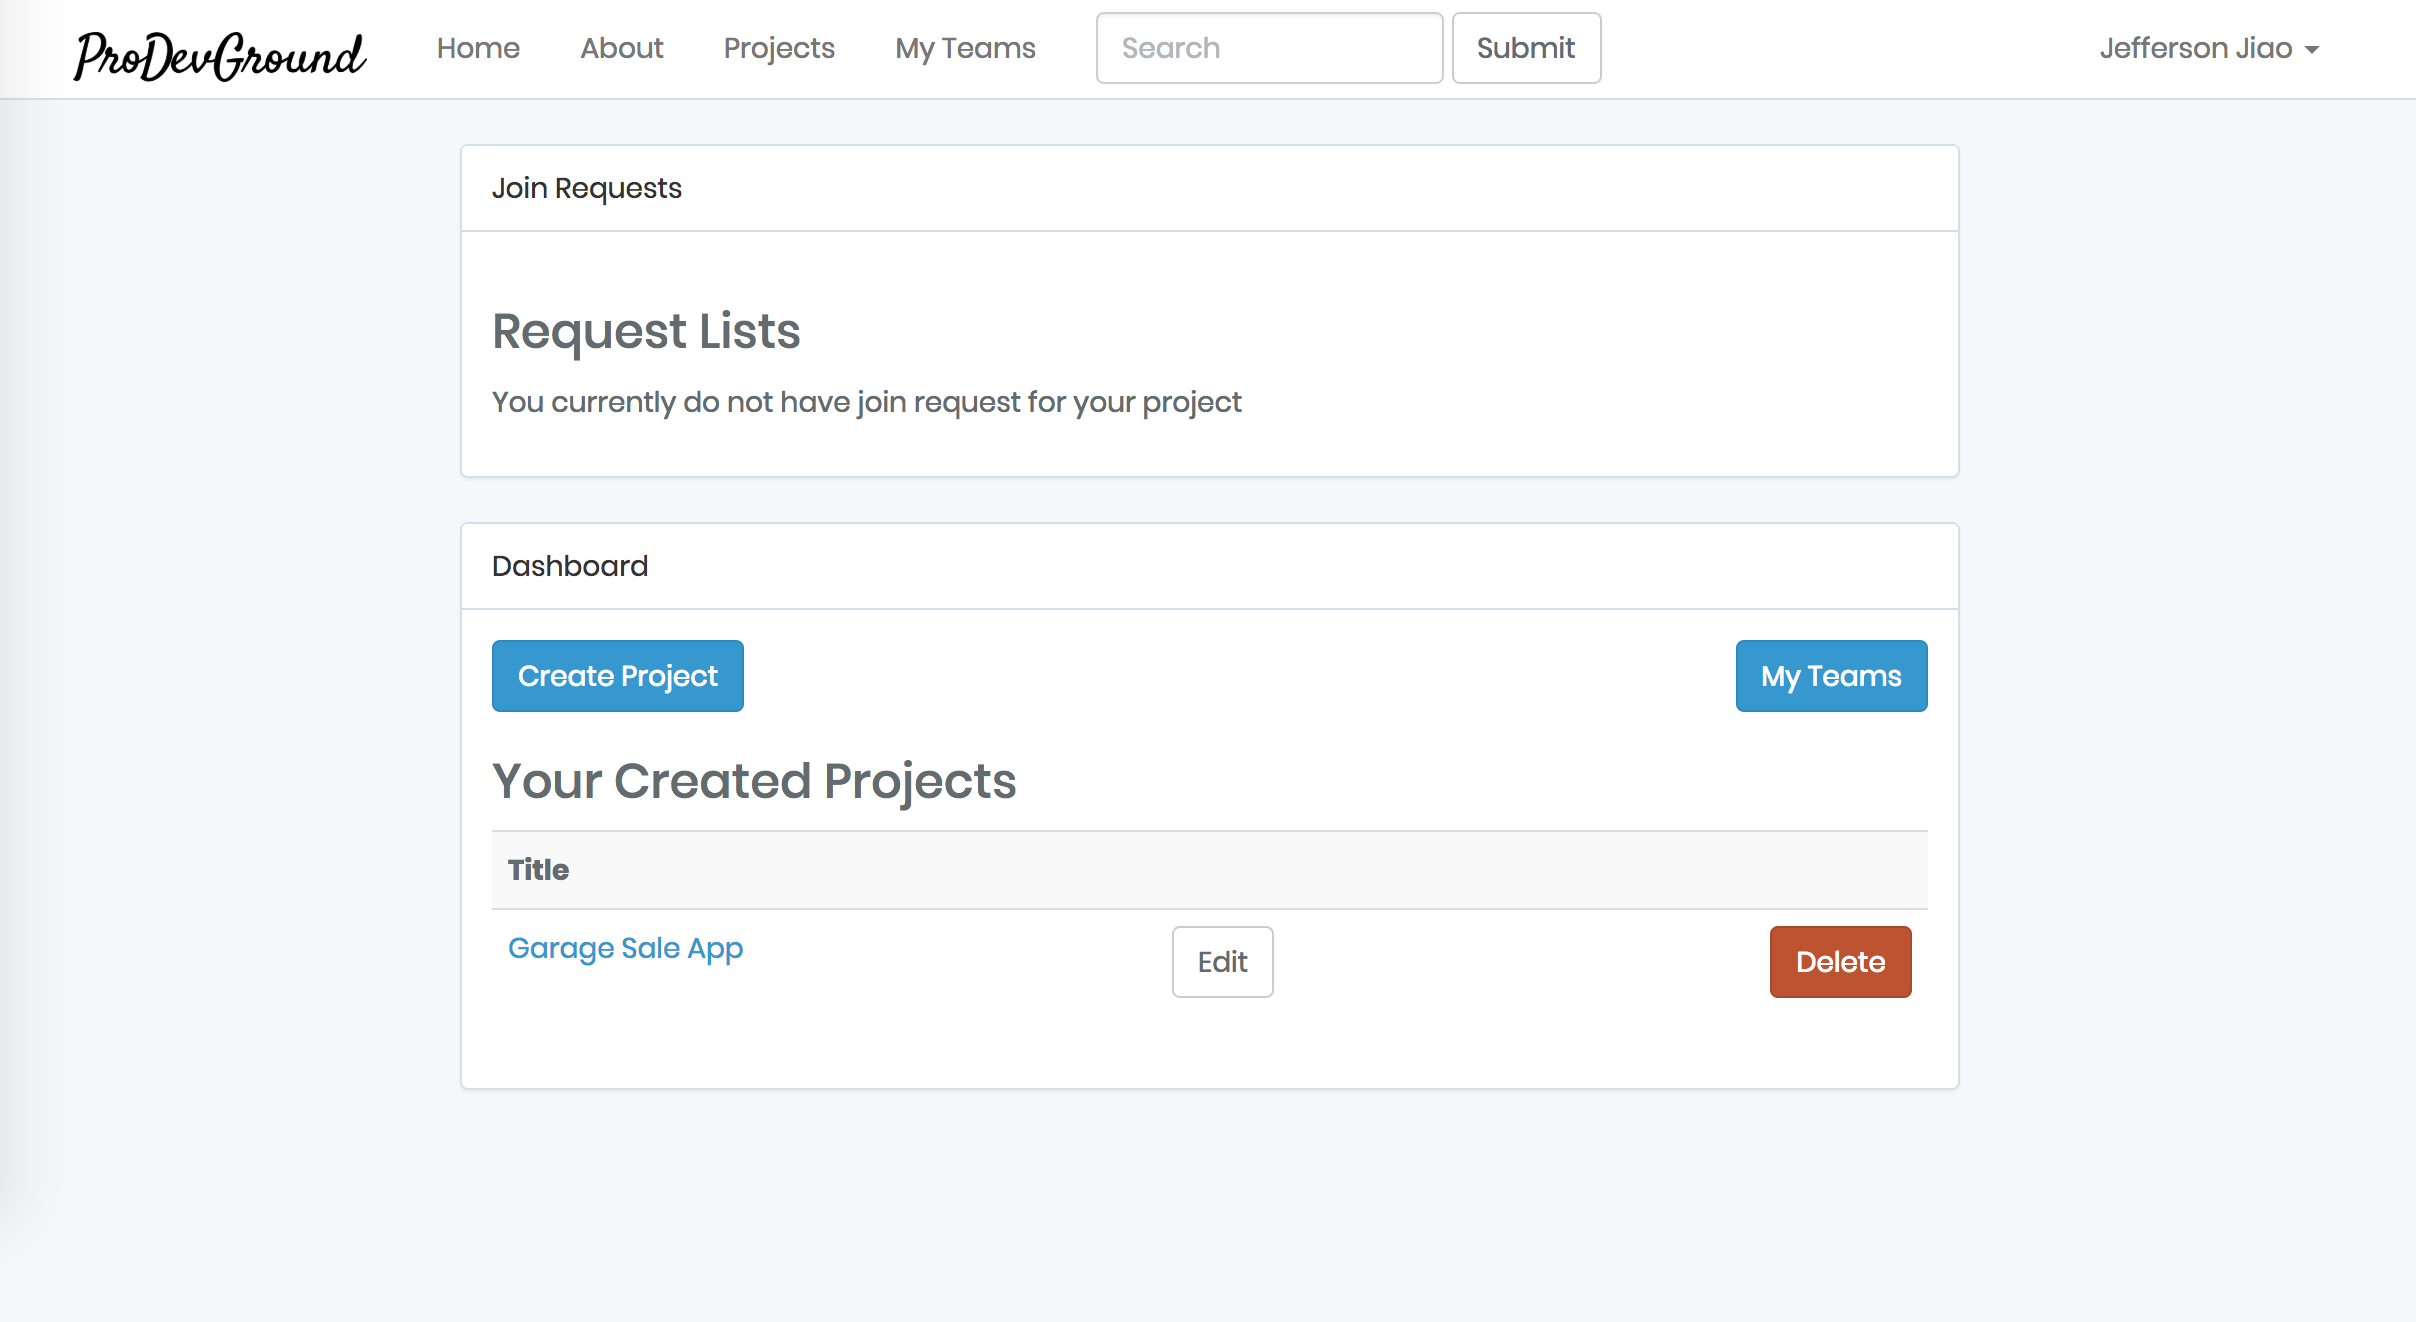 ProDevGround Home About Projects My Teams Search Submit Jefferson Jiao
Join Requests
Request Lists
You currently do not have join request for your project
Dashboard
Create Project My Teams
Your Created Projects
Title
Garage Sale App Edit Delete